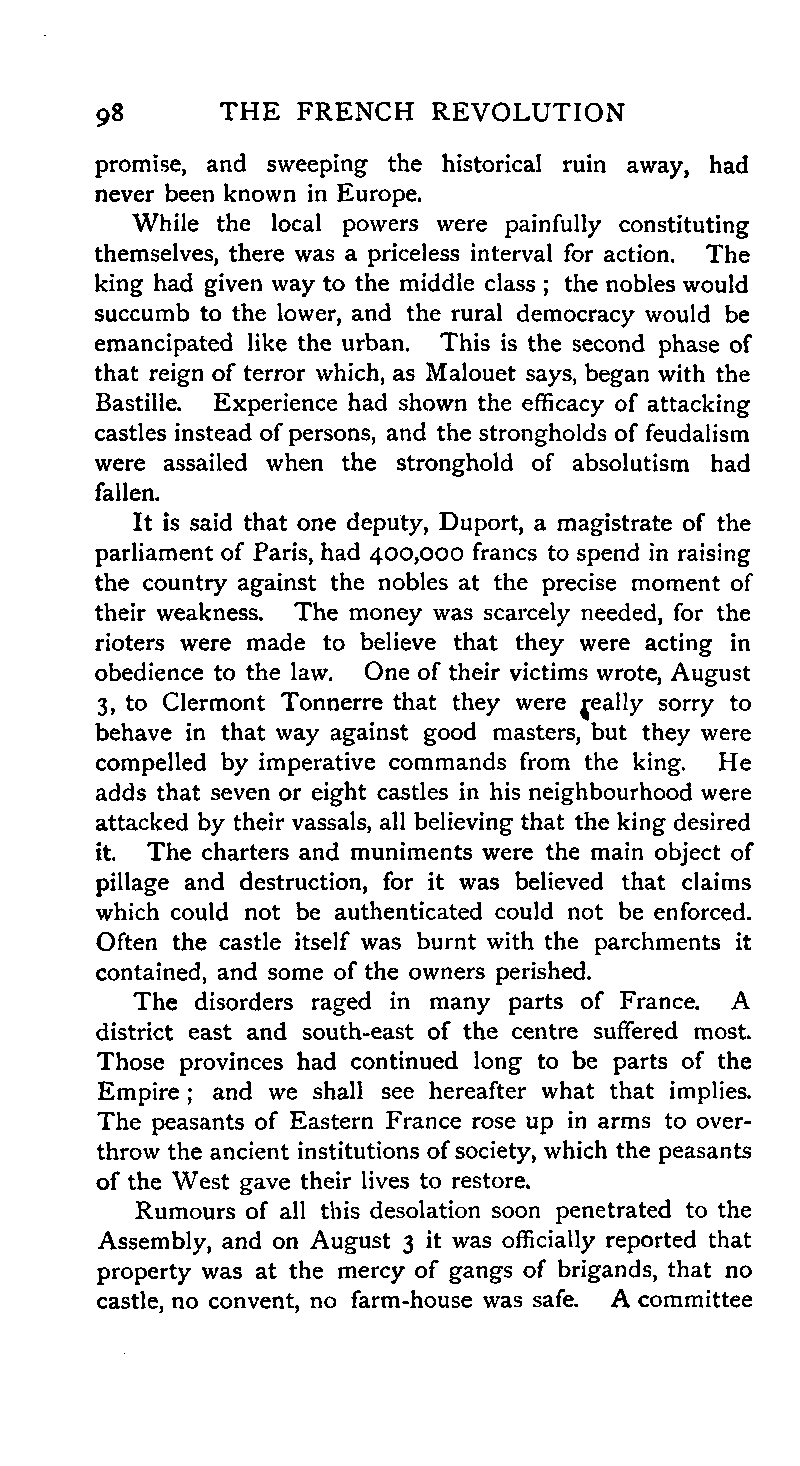 98 THE FRENCH REVOLUTION
promise, and sweeping the historical ruin away, had
never been known in Europe.
While the local powers were painfully constituting
themselves, there was a priceless interval for action. The
king had given way to the middle class ; the nobles would
succumb to the lower, and the rural democracy would be
emancipated like the urban. This is the second phase of
that reign of terror which, as Malouet says, began with the
Bastille. Experience had shown the efficacy of attacking
castles instead of persons, and the strongholds of feudalism
were assailed when the stronghold of absolutism had
fallen.
It is said that one deputy, Duport, a magistrate of the
parliament of Paris, had 400,000 francs to spend in raising
the country against the nobles at the precise moment of
their weakness. The money was scarcely needed, for the
rioters were made to believe that they were acting in
obedience to the law. One of their victims wrote, August
3, to Clermont Tonnerre that they were really sorry to
behave in that way against good masters, but they were
compelled by imperative commands from the king. He
adds that seven or eight castles in his neighbourhood were
attacked by their vassals, all believing that the king desired
it. The charters and muniments were the main object of
pillage and destruction, for it was believed that claims
which could not be authenticated could not be enforced.
Often the castle itself was burnt with the parchments it
contained, and some of the owners perished.
The disorders raged in many parts of France. A
district east and south-east of the centre suffered most.
Those provinces had continued long to be parts of the
Empire ; and we shall see hereafter what that implies.
The peasants of Eastern France rose up in arms to over-
throw the ancient institutions of society, which the peasants
of the West gave their lives to restore.
Rumours of all this desolation soon penetrated to the
Assembly, and on August 3 it was officially reported that
property was at the mercy of gangs of brigands, that no
castle, no convent, no farm-house was safe. A committee